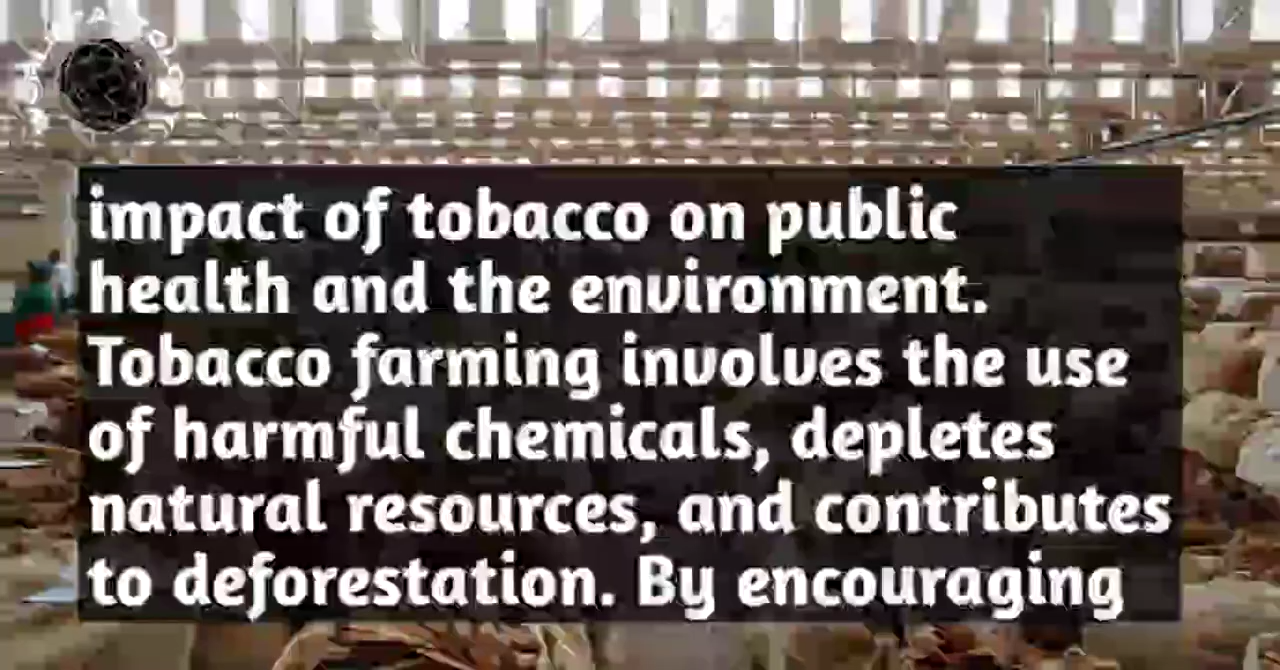 impact of tobacco on public
health and the environment.
Tobacco farming involves the use
of harmful chemicals, depletes
natural resources, and contributes
to deforestation. By encouraging